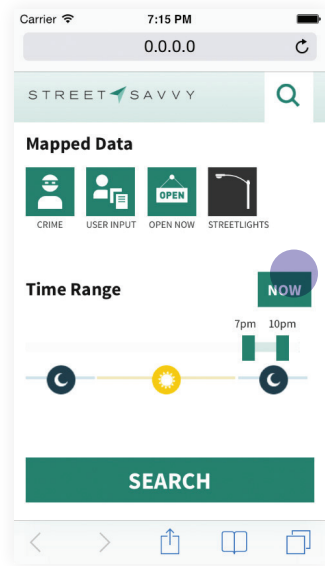 Carrier 7:15 PM
0.0.0.0
STREET SAVVY
Mapped Data
OPEN
CRIME USER INPUT OPEN NOW STREETLIGHTS
Time Range NOW
7pm 10pm
SEARCH